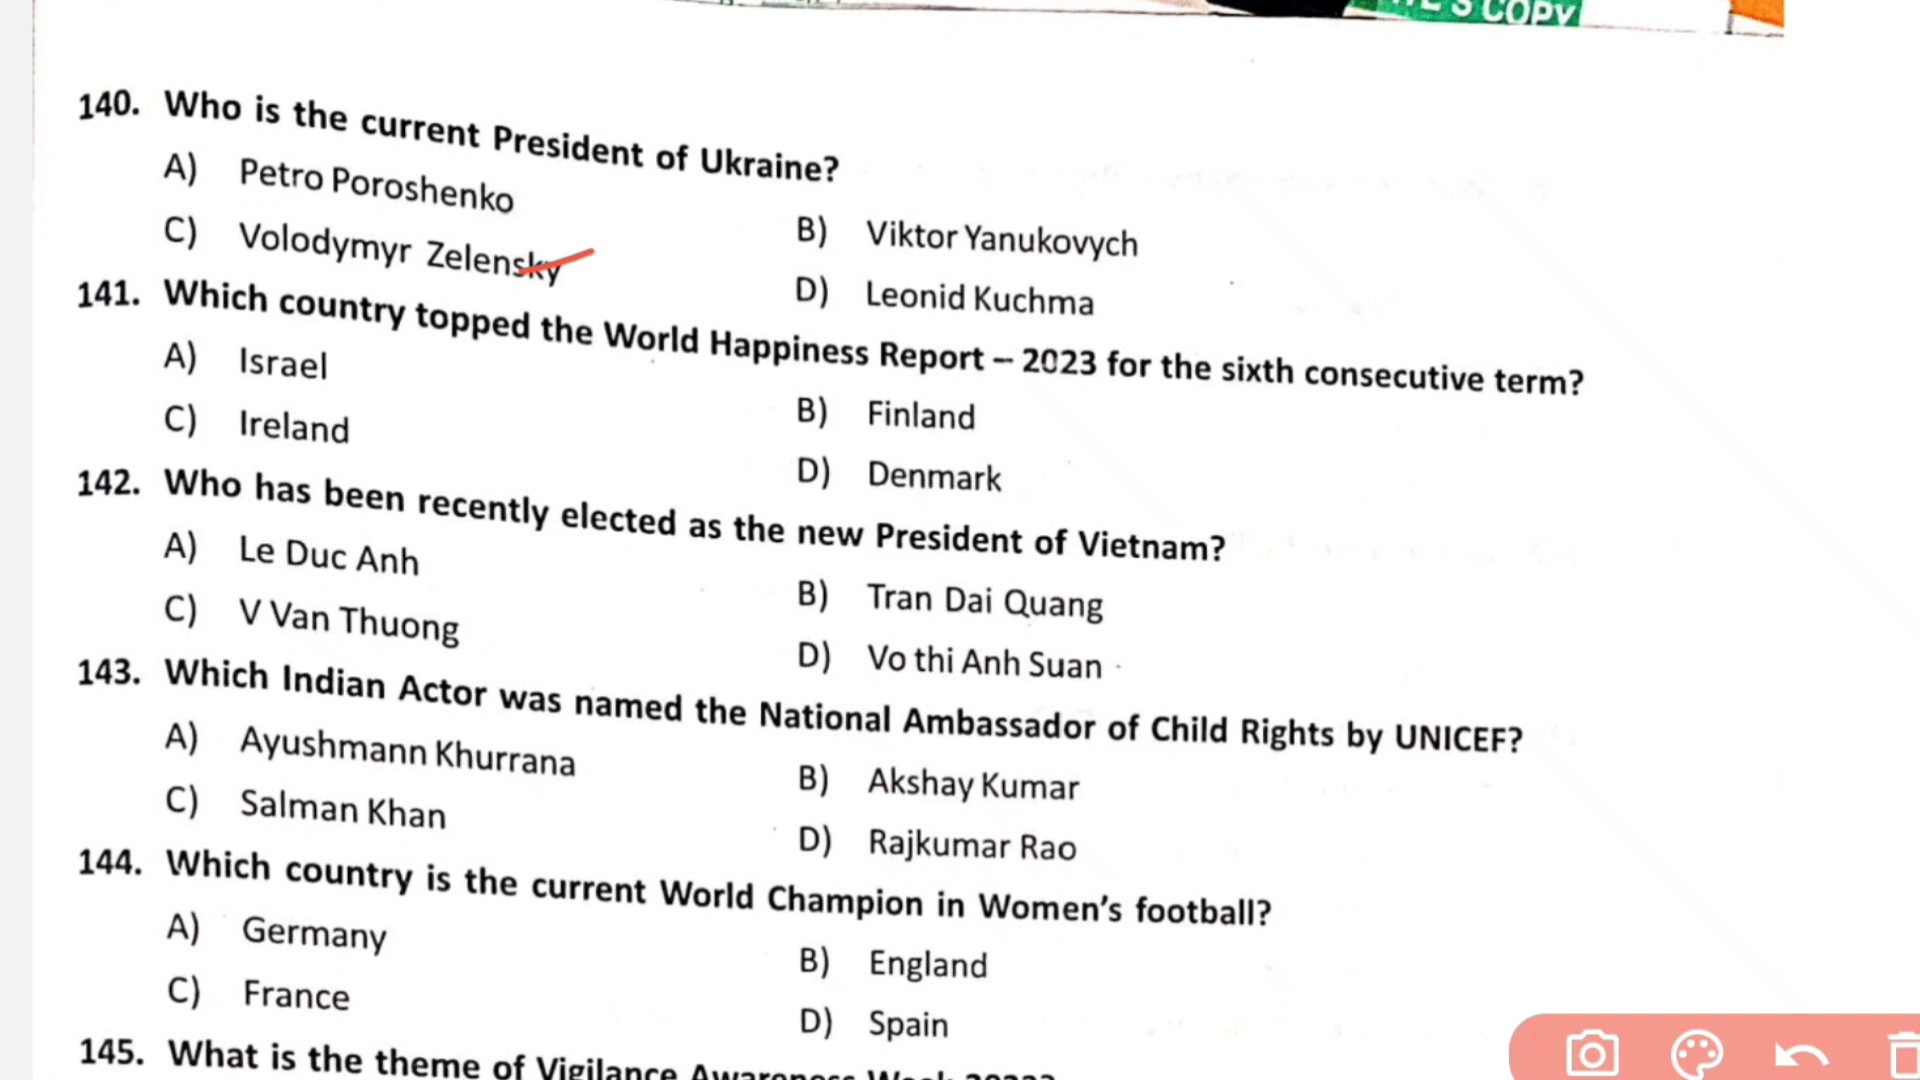 S COPY
140. Who is the current President of Ukraine?
A) Petro Poroshenko
B) Viktor Yanukovych
C) Volodymyr Zelensky
D) Leonid Kuchma
141. Which country topped the World Happiness Report – 2023 for the sixth consecutive term?
A) Israel
B) Finland
C) Ireland
D) Denmark
142. Who has been recently elected as the new President of Vietnam?
A) Le Duc Anh
B) Tran Dai Quang
C) V Van Thuong
D) Vo thi Anh Suan
143. Which Indian Actor was named the National Ambassador of Child Rights by UNICEF?
A) Ayushmann Khurrana
B) Akshay Kumar
C) Salman Khan
D) Rajkumar Rao
144. Which country is the current World Champion in Women’s football?
A) Germany
B) England
C) France
D) Spain
145. What is the theme of Vigilance Awareness Week